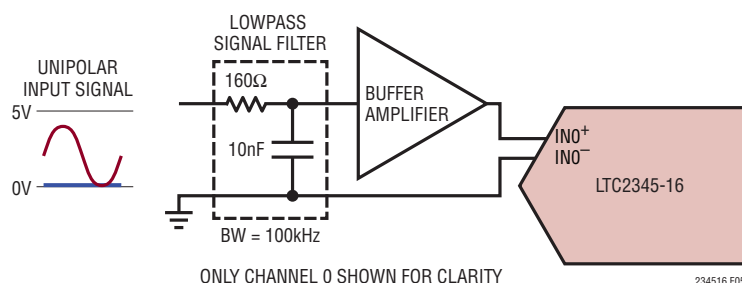 LOWPASS
SIGNAL FILTER
UNIPOLAR
INPUT SIGNAL
5V
0V
160Ω
10nF
BUFFER
AMPLIFIER
IN0+
IN0–
LTC2345-16
BW = 100kHz
ONLY CHANNEL 0 SHOWN FOR CLARITY